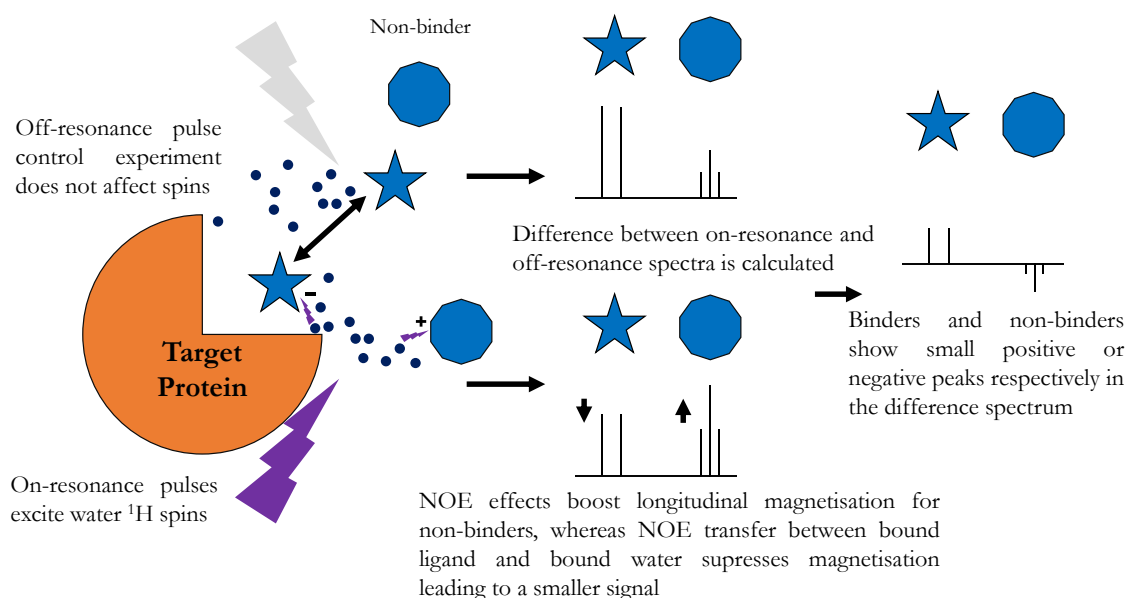 Non-binder
Off-resonance pulse
control experiment
does not affect spins
Difference between on-resonance and
off-resonance spectra is calculated
−
+
Target
Protein
Binders and non-binders
show small positive or
negative peaks respectively in
the difference spectrum
On-resonance pulses
excite water ¹H spins
NOE effects boost longitudinal magnetisation for
non-binders, whereas NOE transfer between bound
ligand and bound water supresses magnetisation
leading to a smaller signal